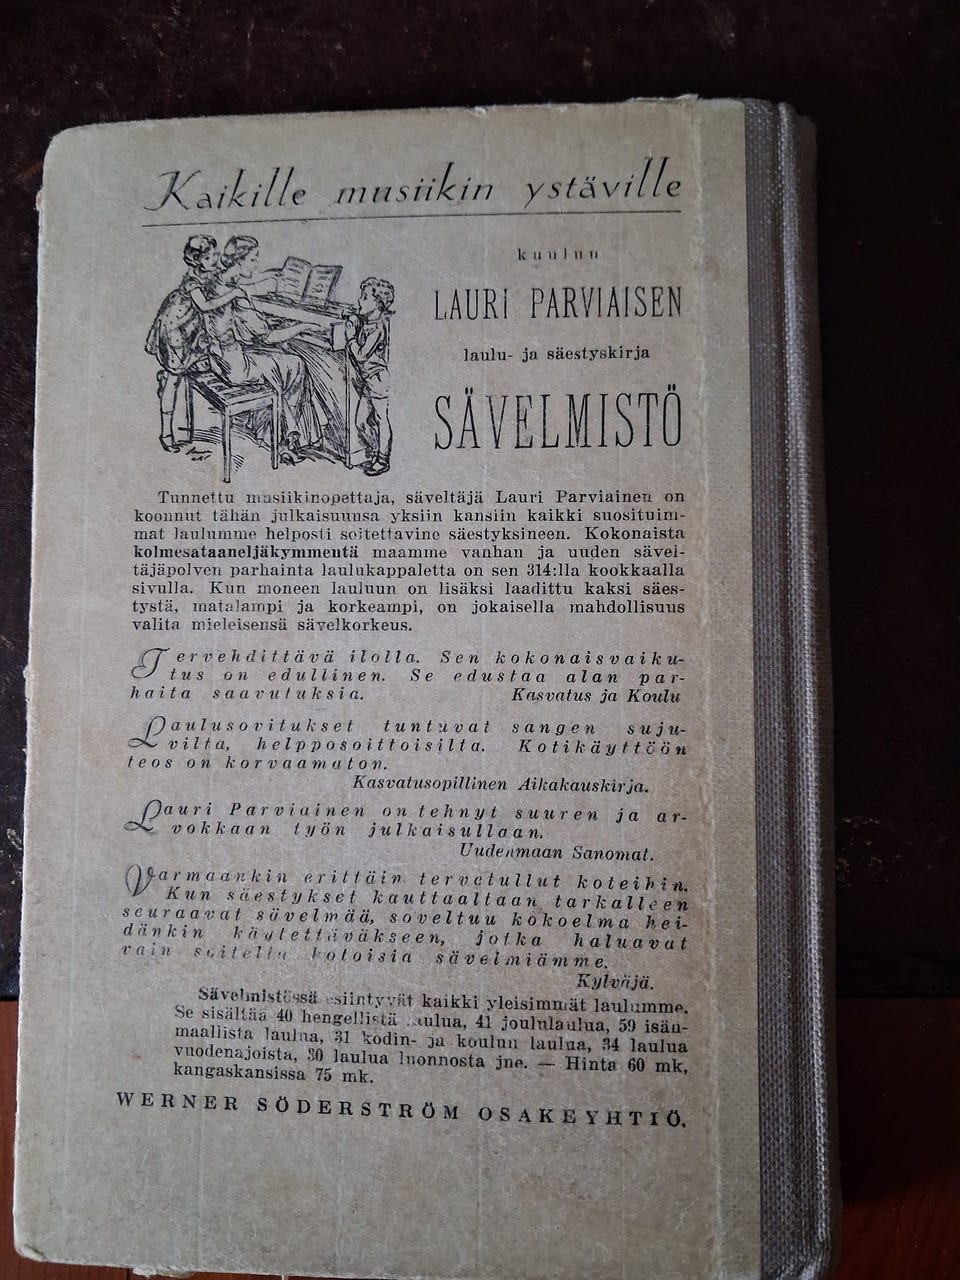 Kaikille musiikin ystäville
kuulun
LAURI PARVIAISEN
laulu- ja säestyskirja
SÄVELMISTÖ
Tunnettu musiikinopettaja, säveltäjä Lauri Parviainen on
koonnut tähän julkaisuunsa yksiin kansiin kaikki suosituim-
mat laulumme helposti soitettavine säestyksineen. Kokonaista
kolmesataaneljäkymmentä maamme vanhan ja uuden sävel-
täjäpolven parhainta laulukappaletta on sen 314:lla kookkaalla
sivulla. Kun moneen lauluun on lisäksi laadittu kaksi säes-
tystä, matalampi ja korkeampi, on jokaisella mahdollisuus
valita mieleisensä sävelkorkeus.
Tervehdittävä ilolla. Sen kokonaisvaiku-
tus on edullinen. Se edustaa alan par-
haita saavutuksia. Kasvatus ja Koulu
Laulusovitukset tuntuvat sangen suju-
vilta, helpposoittoisilta. Kotikäyttöön
teos on korvaamaton.
Kasvatusopillinen Aikakauskirja.
Lauri Parviainen on tehnyt suuren ja ar-
vokkaan työn julkaisullaan.
Uudenmaan Sanomat.
Varmaankin erittäin tervetullut koteihin.
Kun säestykset kauttaaltaan tarkalleen
seuraavat sävelmää, soveltuu kokoelma hei-
dänkin käytettäväkseen, jotka haluavat
vain soitella kotoisia sävelmiämme.
Kylväjä.
Sävelmistössä esiintyvät kaikki yleisimmät laulumme.
Se sisältää 40 hengellistä laulua, 41 joululaulua, 59 isän-
maallista laulua, 31 kodin- ja koulun laulua, 34 laulua
vuodenajoista, 30 laulua luonnosta jne. — Hinta 60 mk,
kangaskansissa 75 mk.
WERNER SÖDERSTRÖM OSAKEYHTIÖ.